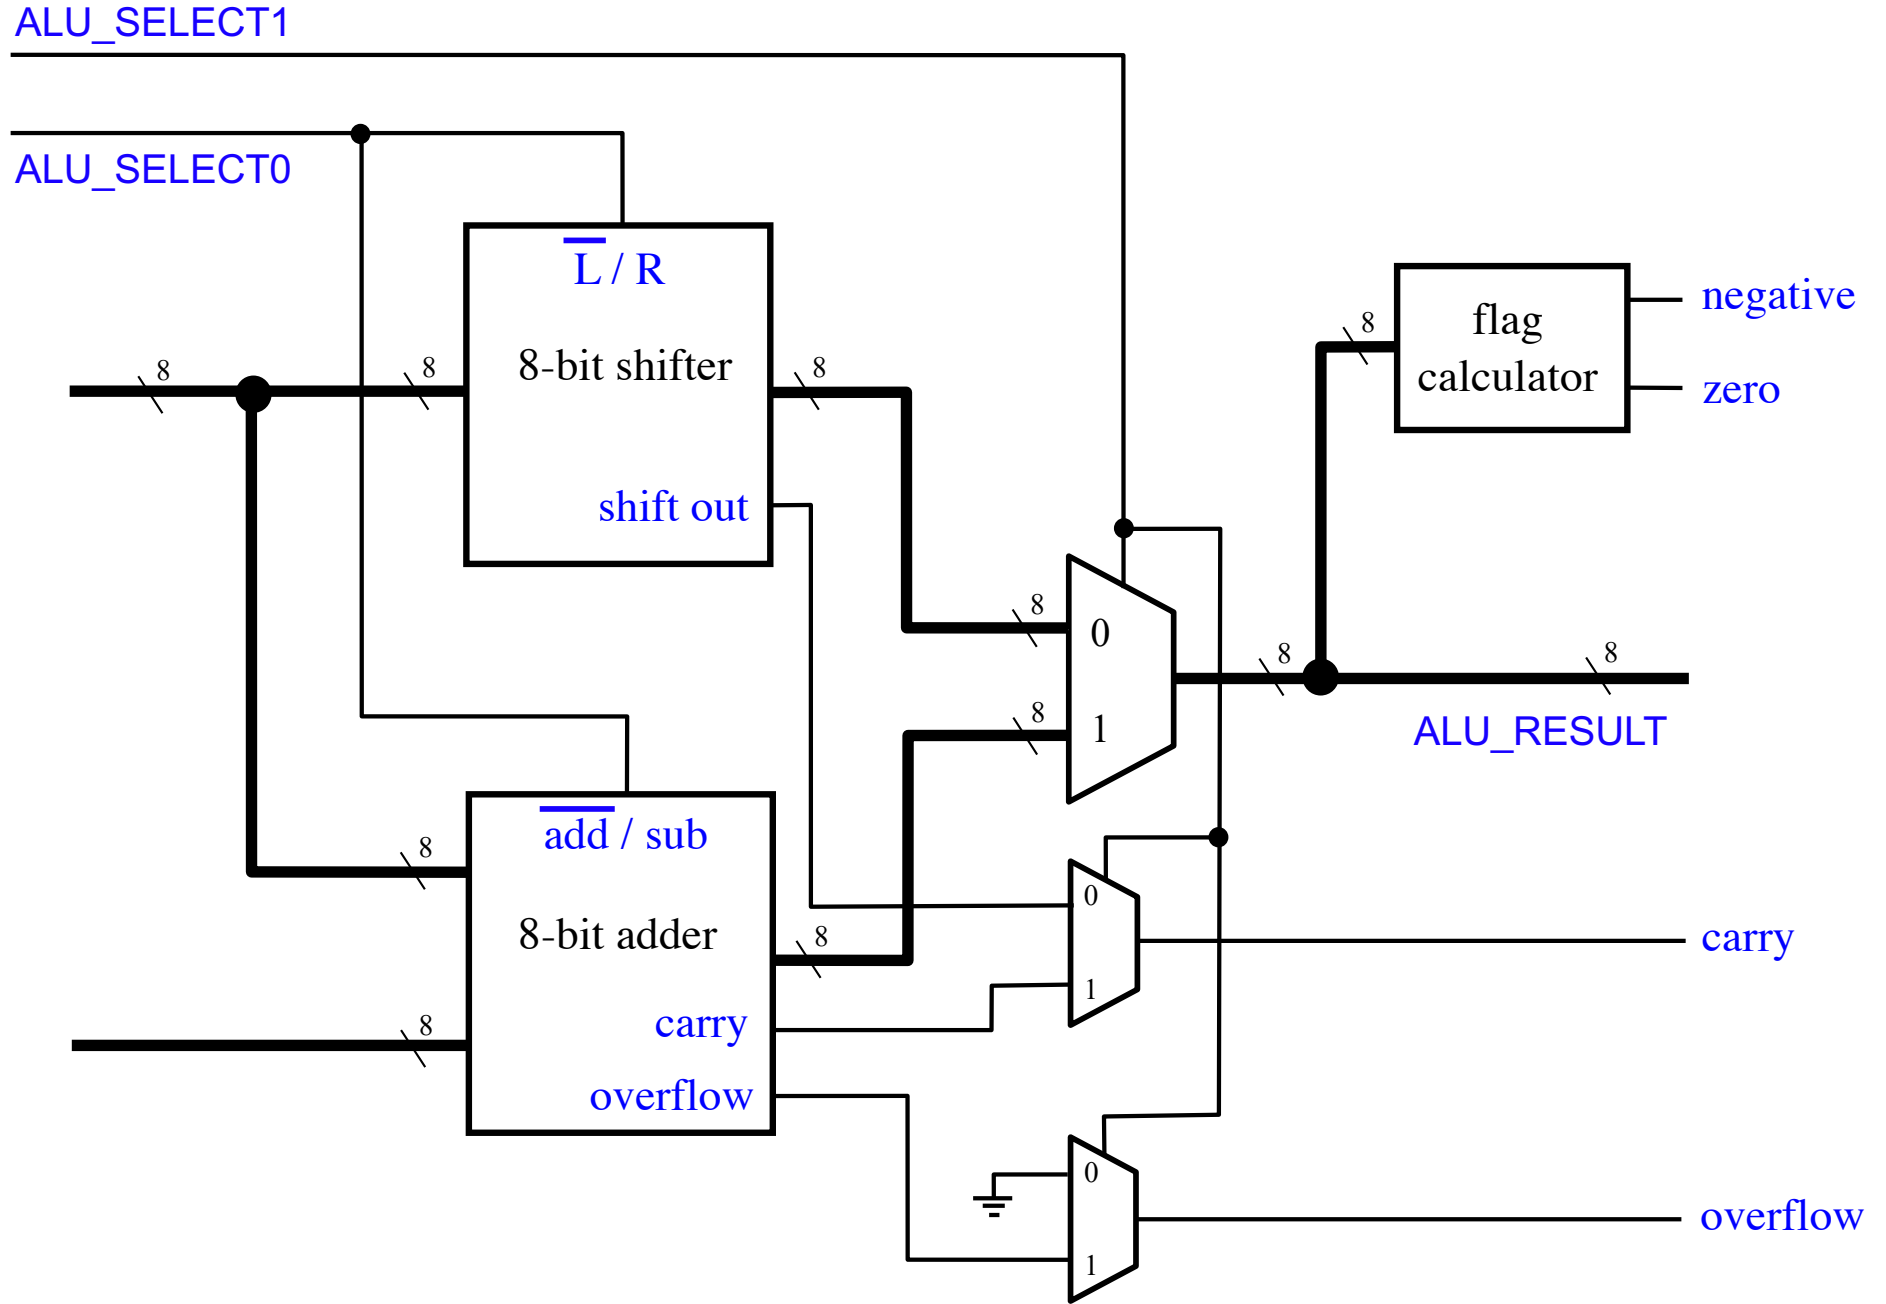 ALU_SELECT1
ALU_SELECT0
L / R
8-bit shifter
shift out
8
8
8
add / sub
8-bit adder
carry
overflow
8
8
8
8
8
0
1
0
1
0
1
8
8
8
flag
calculator
negative
zero
ALU_RESULT
carry
overflow